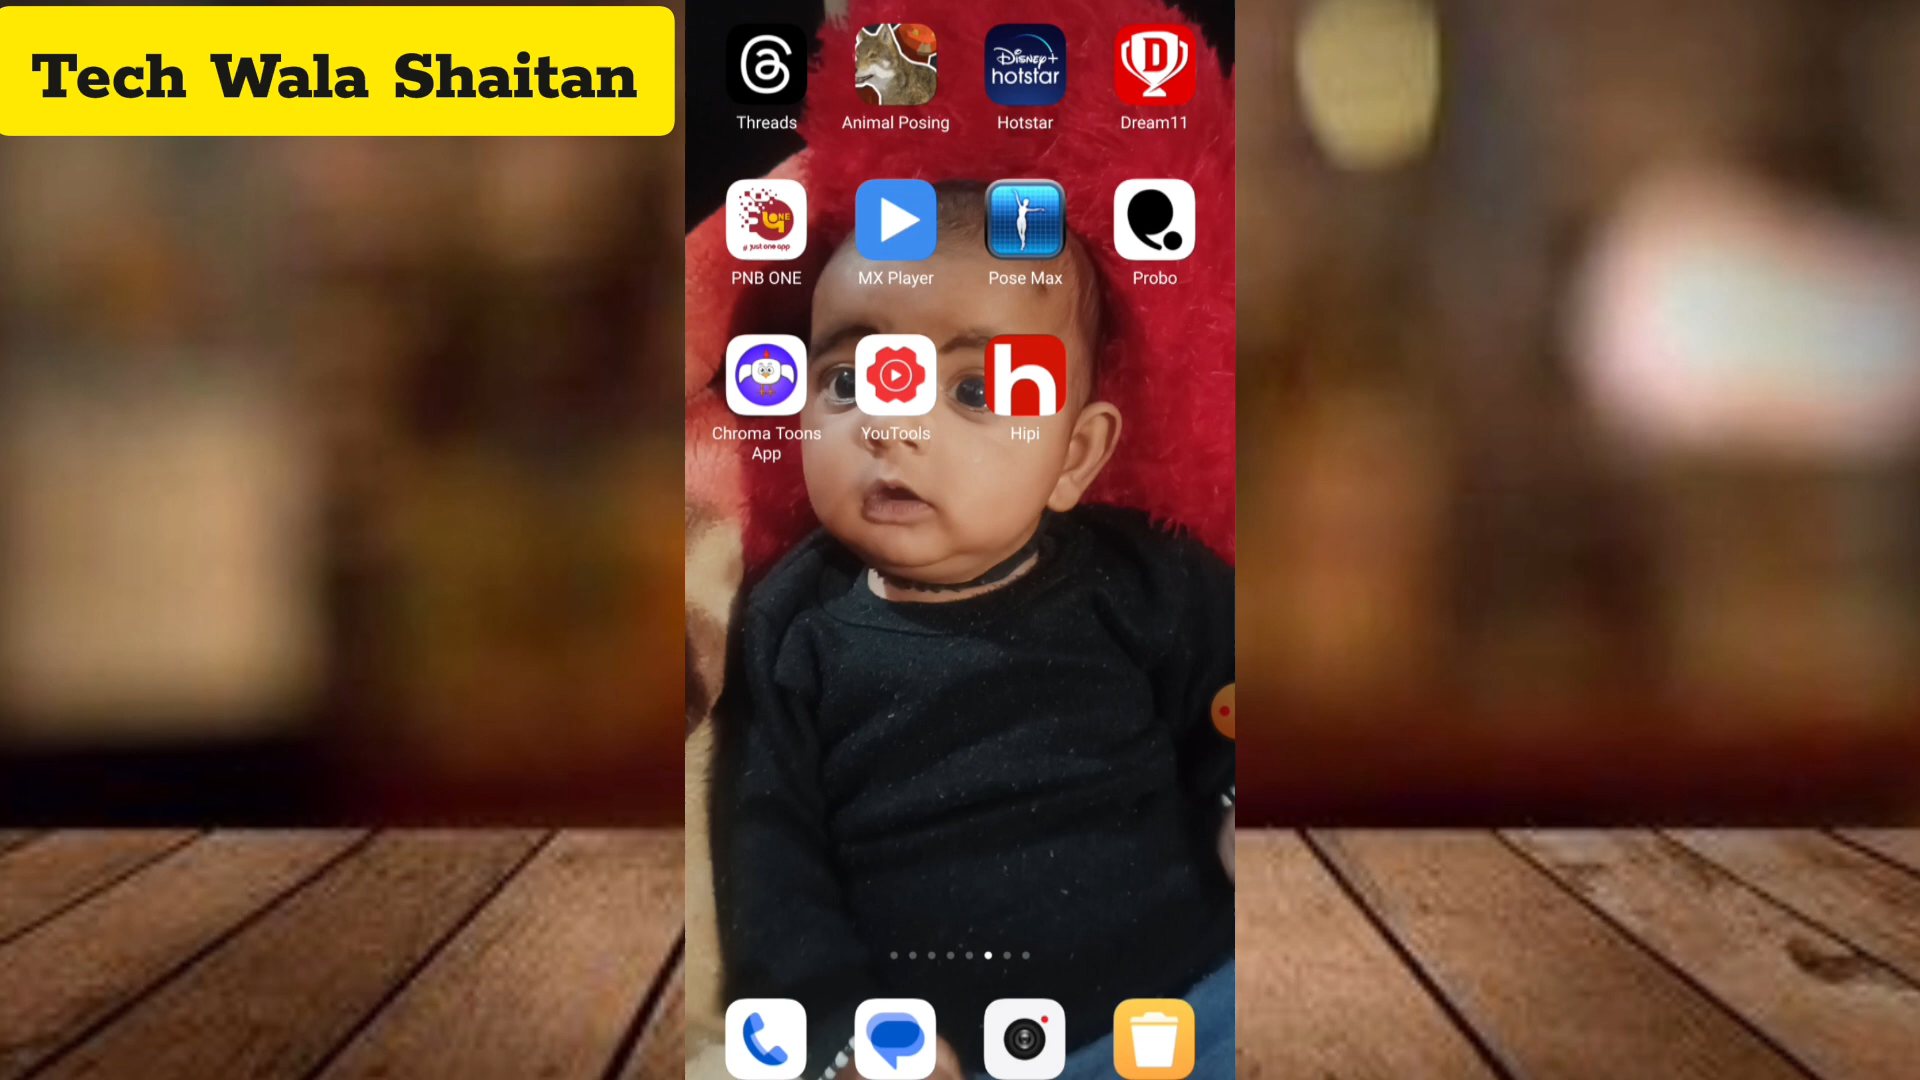 Tech Wala Shaitan
Disney+
hotstar
D
Threads
Animal Posing
Hotstar
Dream11
ONE
# just one app
PNB ONE
MX Player
Pose Max
Probo
h
Chroma Toons
App
YouTools
Hipi